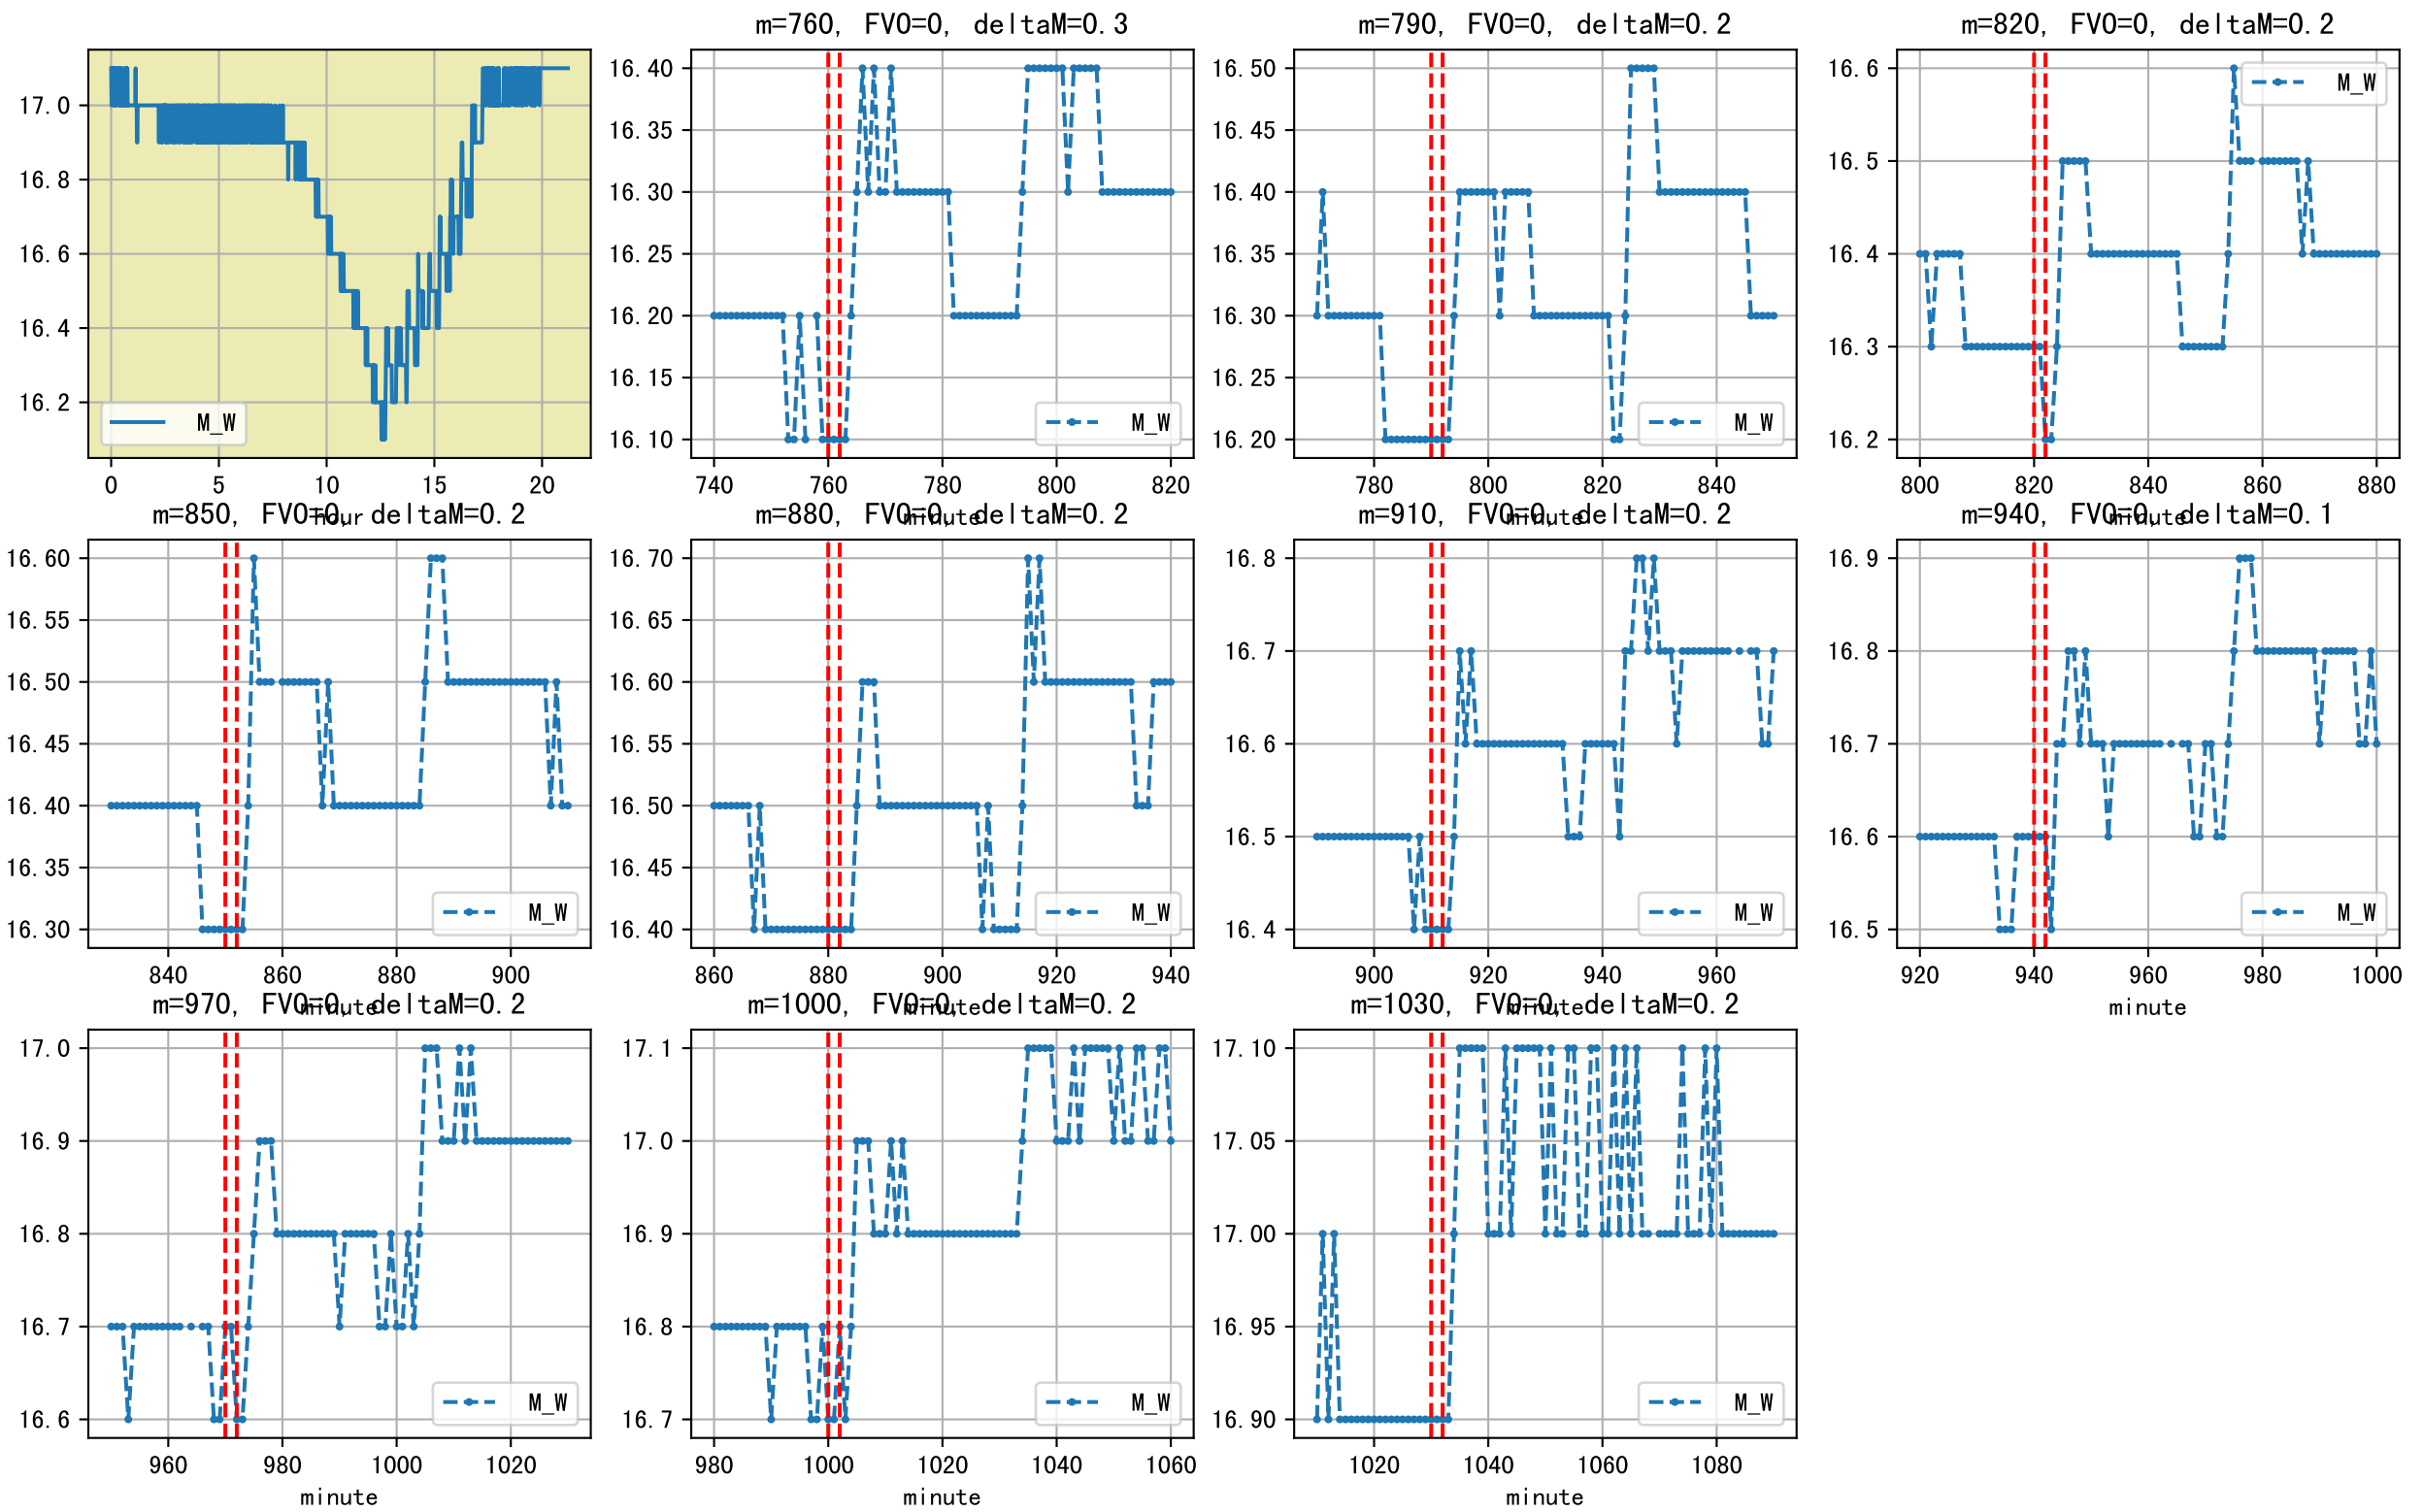 m=760, FVO=0, deltaM=0.3
m=790, FVO=0, deltaM=0.2
m=820, FVO=0, deltaM=0.2
17.0
16.8
16.6
16.4
16.2
M_W
0 5 10 15 20
hour
16.40
16.35
16.30
16.25
16.20
16.15
16.10
M_W
740 760 780 800 820
minute
16.50
16.45
16.40
16.35
16.30
16.25
16.20
M_W
780 800 820 840
minute
16.6
16.5
16.4
16.3
16.2
M_W
800 820 840 860 880
minute
m=850, FVO=0, deltaM=0.2
m=880, FVO=0, deltaM=0.2
m=910, FVO=0, deltaM=0.2
m=940, FVO=0, deltaM=0.1
16.60
16.55
16.50
16.45
16.40
16.35
16.30
M_W
840 860 880 900
minute
16.70
16.65
16.60
16.55
16.50
16.45
16.40
M_W
860 880 900 920 940
minute
16.8
16.7
16.6
16.5
16.4
M_W
900 920 940 960
minute
16.9
16.8
16.7
16.6
16.5
M_W
920 940 960 980 1000
minute
m=970, FVO=0, deltaM=0.2
m=1000, FVO=0, deltaM=0.2
m=1030, FVO=0, deltaM=0.2
17.0
16.9
16.8
16.7
16.6
M_W
960 980 1000 1020
minute
17.1
17.0
16.9
16.8
16.7
M_W
980 1000 1020 1040 1060
minute
17.10
17.05
17.00
16.95
16.90
M_W
1020 1040 1060 1080
minute